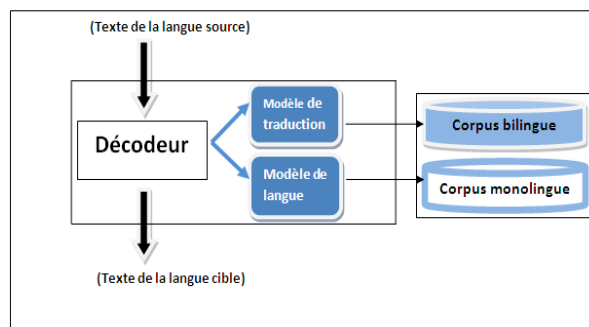 (Texte de la langue source)
Modèle de
traduction
Décodeur
Modèle de
langue
Corpus bilingue
Corpus monolingue
(Texte de la langue cible)